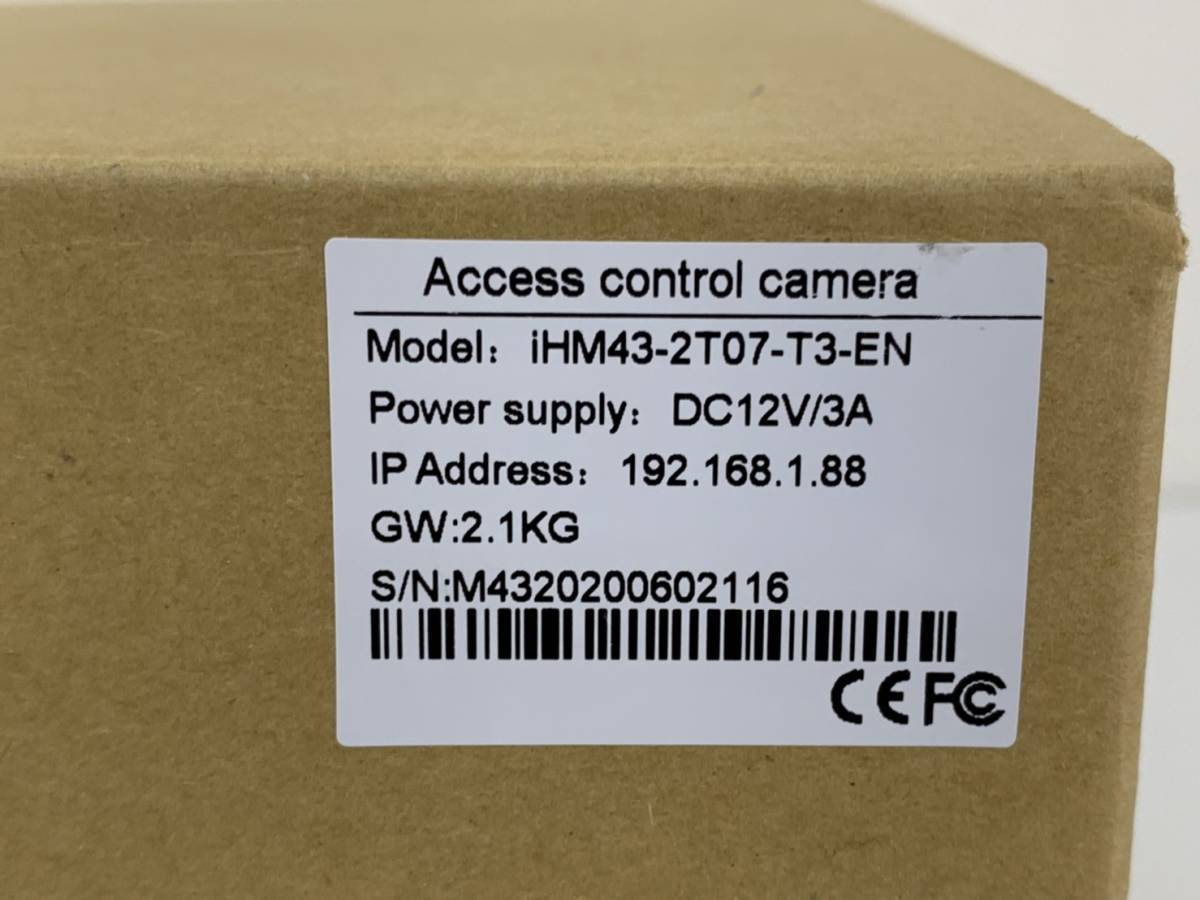 Access control camera
Model: iHM43-2T07-T3-EN
Power supply: DC12V/3A
IP Address: 192.168.1.88
GW:2.1KG
S/N:M4320200602116
CE FC